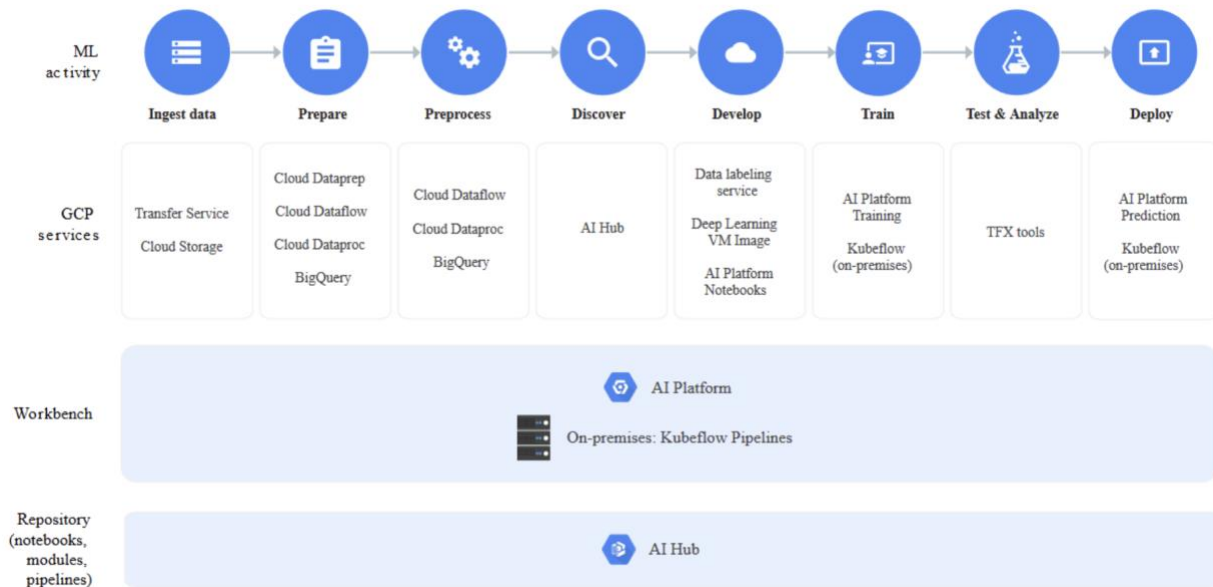 ML
activity
Ingest data
Prepare
Preprocess
Discover
Develop
Train
Test & Analyze
Deploy
GCP
services
Transfer Service
Cloud Storage
Cloud Dataprep
Cloud Dataflow
Cloud Dataproc
BigQuery
Cloud Dataflow
Cloud Dataproc
BigQuery
AI Hub
Data labeling
service
Deep Learning
VM Image
AI Platform
Notebooks
AI Platform
Training
Kubeflow
(on-premises)
TFX tools
AI Platform
Prediction
Kubeflow
(on-premises)
Workbench
AI Platform
On-premises: Kubeflow Pipelines
Repository
(notebooks,
modules,
pipelines)
AI Hub